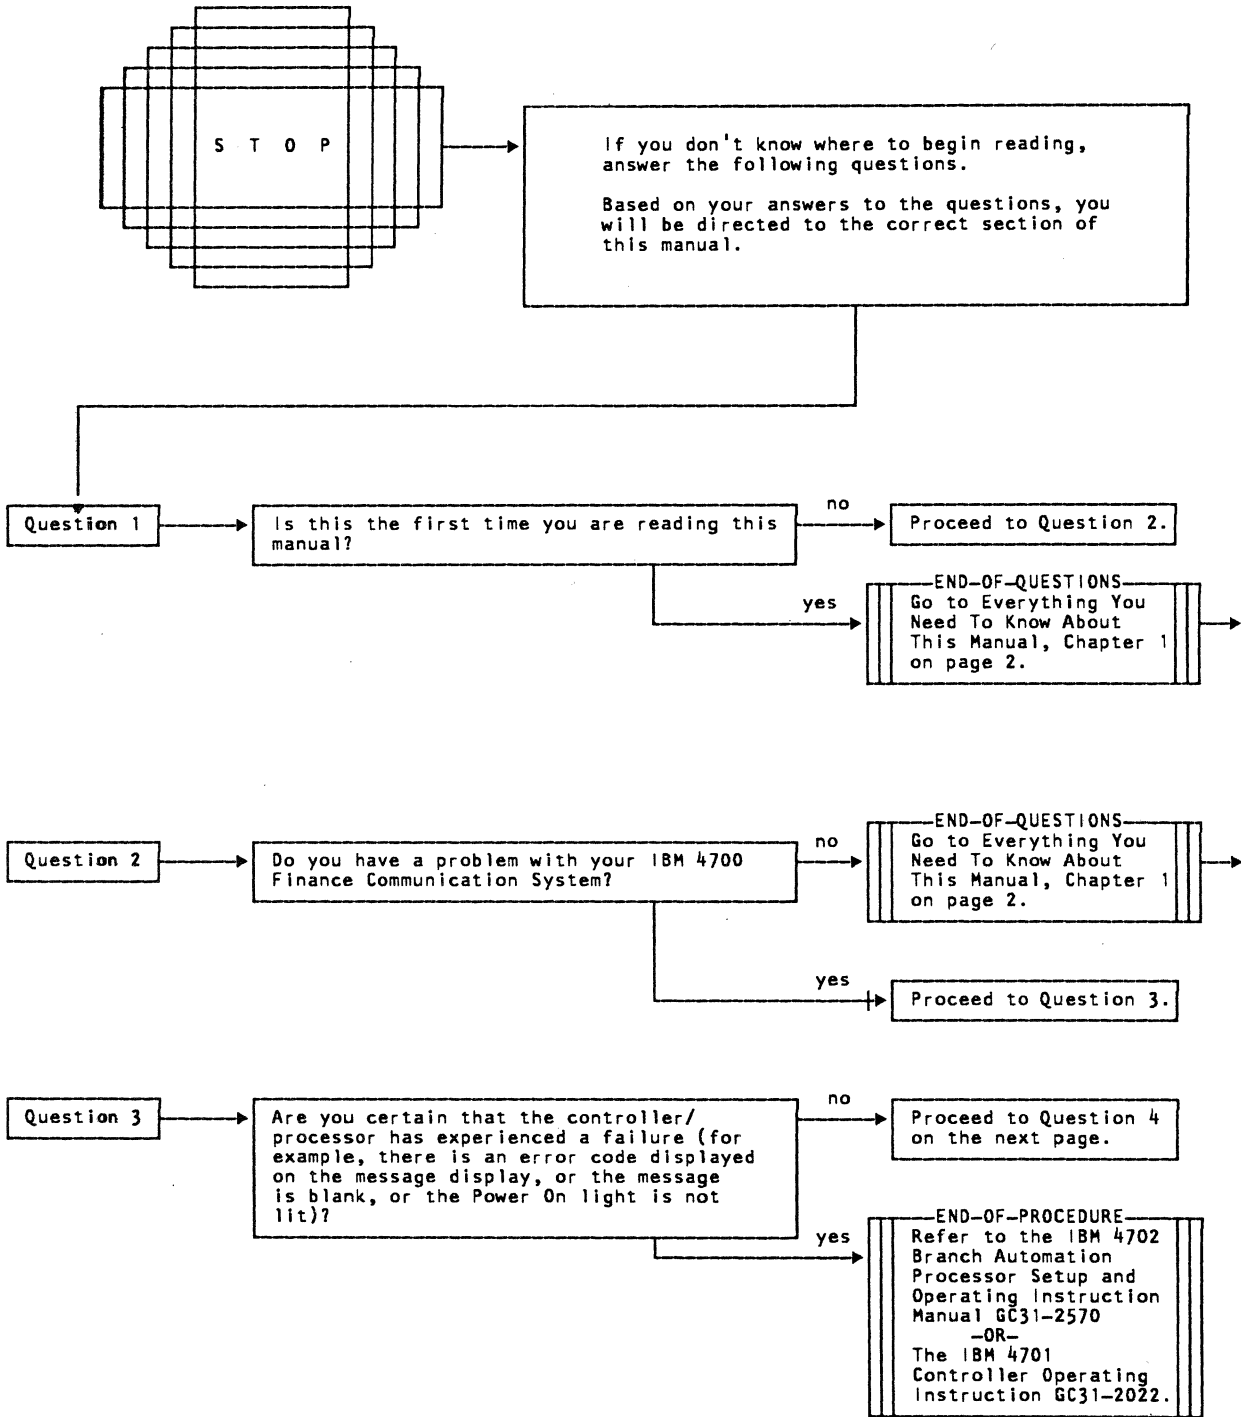 S T O P
If you don't know where to begin reading,
answer the following questions.
Based on your answers to the questions, you
will be directed to the correct section of
this manual.
Question 1
Is this the first time you are reading this
manual?
no
Proceed to Question 2.
yes
END-OF-QUESTIONS
Go to Everything You
Need To Know About
This Manual, Chapter 1
on page 2.
Question 2
Do you have a problem with your IBM 4700
Finance Communication System?
no
END-OF-QUESTIONS
Go to Everything You
Need To Know About
This Manual, Chapter 1
on page 2.
yes
Proceed to Question 3.
Question 3
Are you certain that the controller/
processor has experienced a failure (for
example, there is an error code displayed
on the message display, or the message
is blank, or the Power On light is not
lit)?
no
Proceed to Question 4
on the next page.
yes
END-OF-PROCEDURE
Refer to the IBM 4702
Branch Automation
Processor Setup and
Operating Instruction
Manual GC31-2570
-OR-
The IBM 4701
Controller Operating
Instruction GC31-2022.